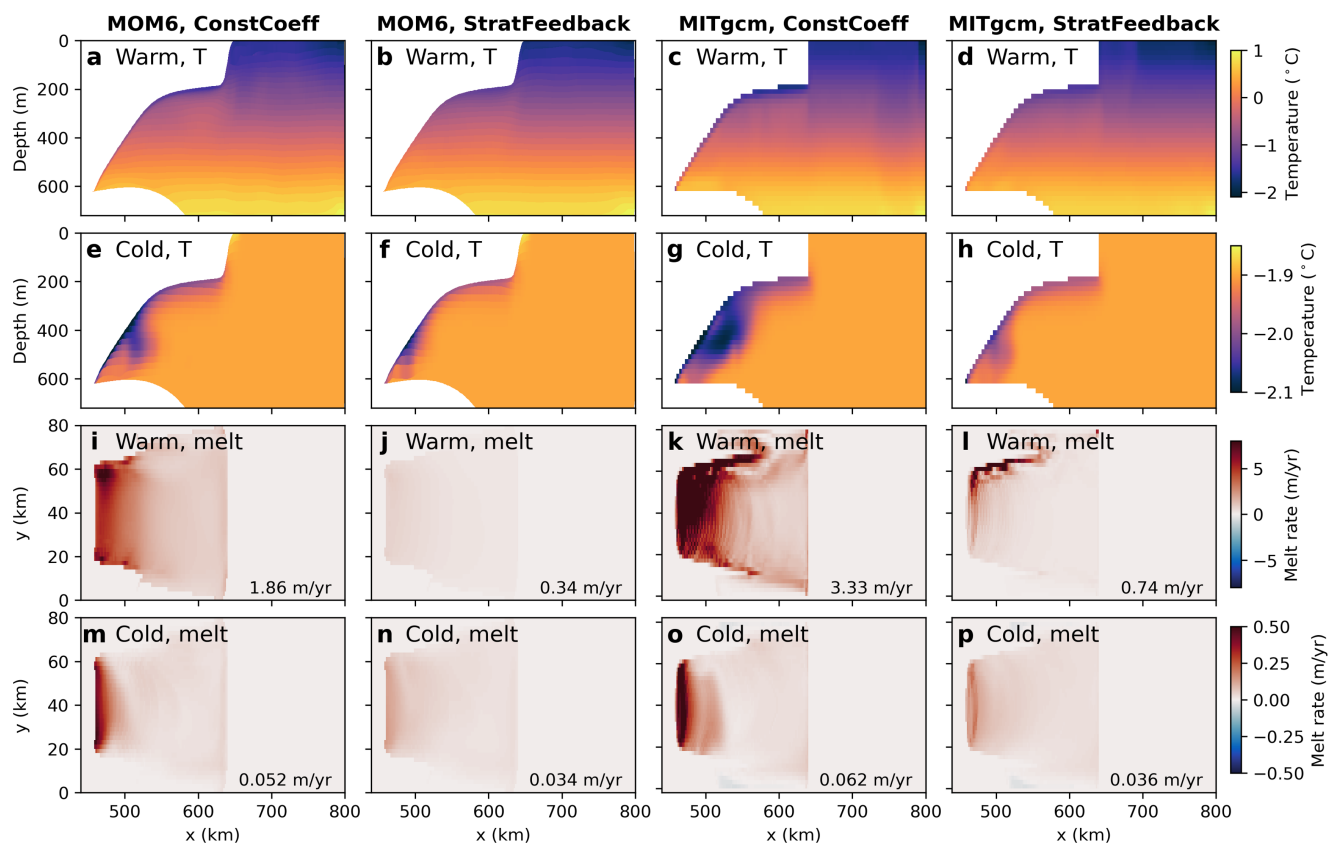 MOM6, ConstCoeff MOM6, StratFeedback MITgcm, ConstCoeff MITgcm, StratFeedback
a Warm, T
b Warm, T
c Warm, T
d Warm, T
0
200
400
600
Depth (m)
1
0
−1
−2
Temperature (°C)
e Cold, T
f Cold, T
g Cold, T
h Cold, T
0
200
400
600
Depth (m)
−1.9
−2.0
−2.1
Temperature (°C)
i Warm, melt
j Warm, melt
k Warm, melt
l Warm, melt
80
60
40
20
0
y (km)
1.86 m/yr
0.34 m/yr
3.33 m/yr
0.74 m/yr
5
0
−5
Melt rate (m/yr)
m Cold, melt
n Cold, melt
o Cold, melt
p Cold, melt
80
60
40
20
0
y (km)
0.052 m/yr
0.034 m/yr
0.062 m/yr
0.036 m/yr
0.50
0.25
0.00
−0.25
−0.50
Melt rate (m/yr)
500 600 700 800
500 600 700 800
500 600 700 800
500 600 700 800
x (km)
x (km)
x (km)
x (km)